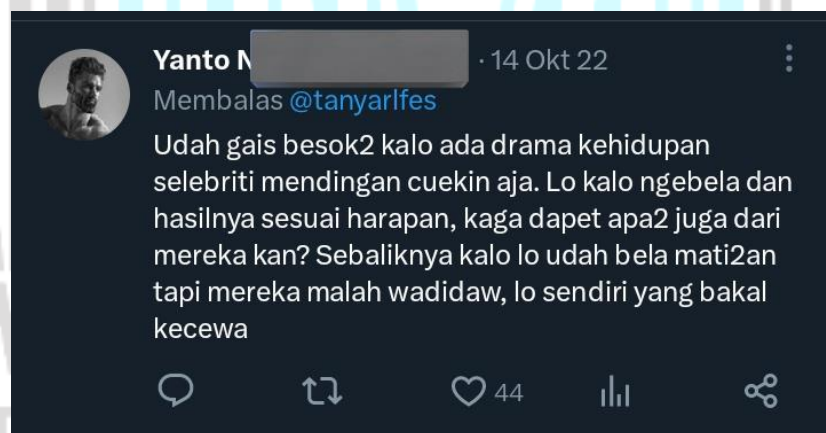 Yanto N
· 14 Okt 22
Membalas @tanyarlfes
Udah gais besok2 kalo ada drama kehidupan
selebriti mendingan cuekin aja. Lo kalo ngebela dan
hasilnya sesuai harapan, kaga dapet apa2 juga dari
mereka kan? Sebaliknya kalo lo udah bela mati2an
tapi mereka malah wadidaw, lo sendiri yang bakal
kecewa
44